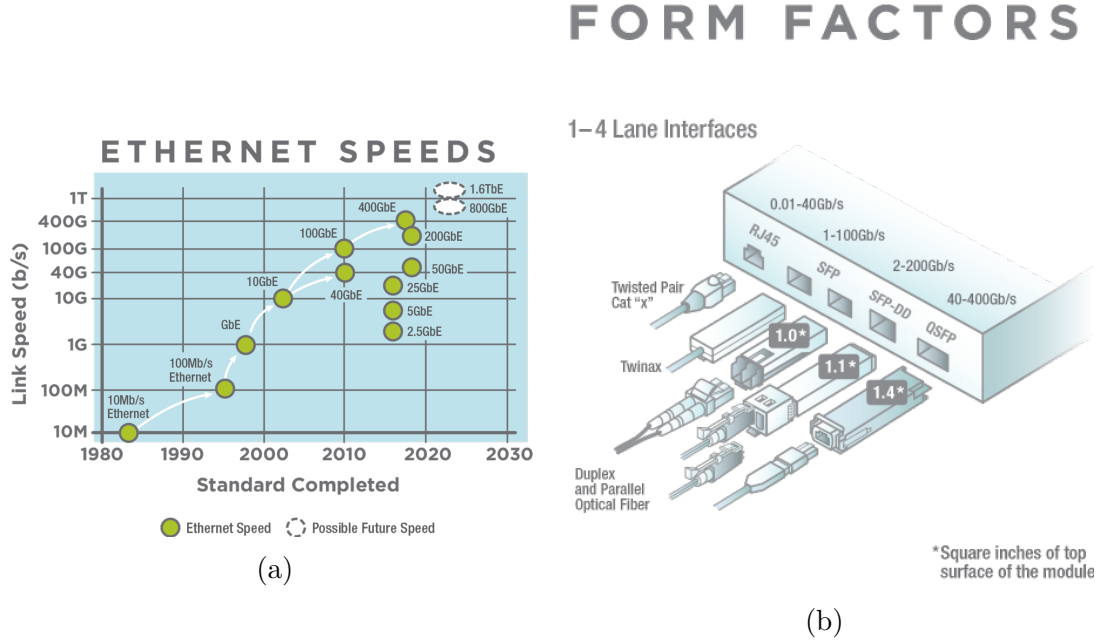 FORM FACTORS
1–4 Lane Interfaces
ETHERNET SPEEDS
Link Speed (b/s)
1T
400G
100G
40G
10G
1G
100M
10M
1.6TbE
800GbE
400GbE
200GbE
100GbE
50GbE
40GbE
25GbE
10GbE
5GbE
2.5GbE
GbE
100Mb/s
Ethernet
10Mb/s
Ethernet
1980 1990 2000 2010 2020 2030
Standard Completed
Ethernet Speed Possible Future Speed
(a)
0.01-40Gb/s
1-100Gb/s
2-200Gb/s
40-400Gb/s
RJ45
SFP
SFP-DD
QSFP
Twisted Pair
Cat “x”
Twinax
1.0*
1.1*
1.4*
Duplex
and Parallel
Optical Fiber
*Square inches of top
surface of the module
(b)